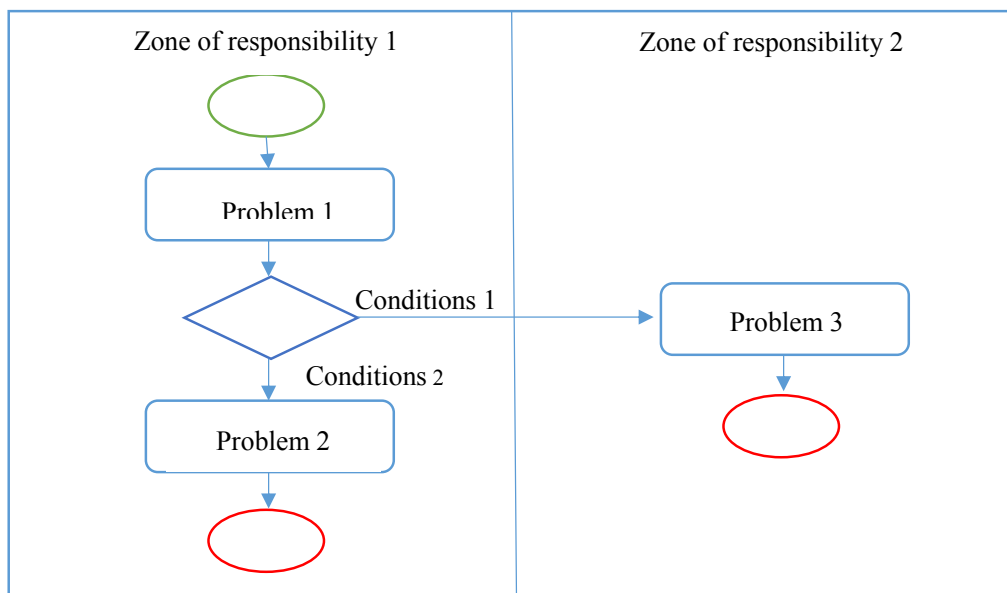 Zone of responsibility 1
Zone of responsibility 2
Problem 1
Conditions 1
Problem 3
Conditions 2
Problem 2